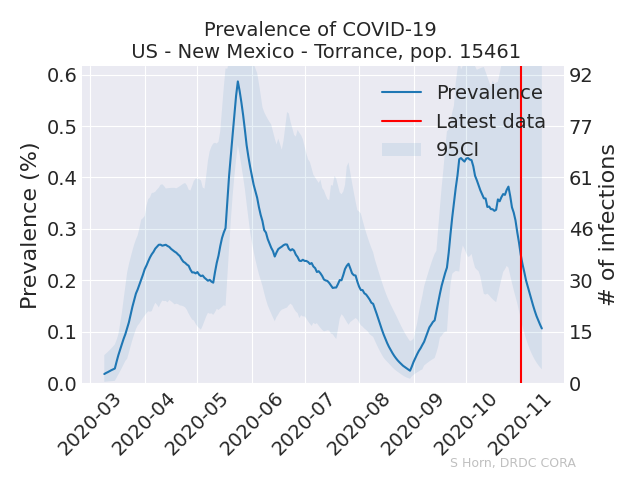 Prevalence of COVID-19
US - New Mexico - Torrance, pop. 15461
Prevalence (%)
0.6
0.5
0.4
0.3
0.2
0.1
0.0
Prevalence
Latest data
95CI
92
77
61
46
30
15
0
# of infections
2020-03
2020-04
2020-05
2020-06
2020-07
2020-08
2020-09
2020-10
2020-11
S Horn, DRDC CORA